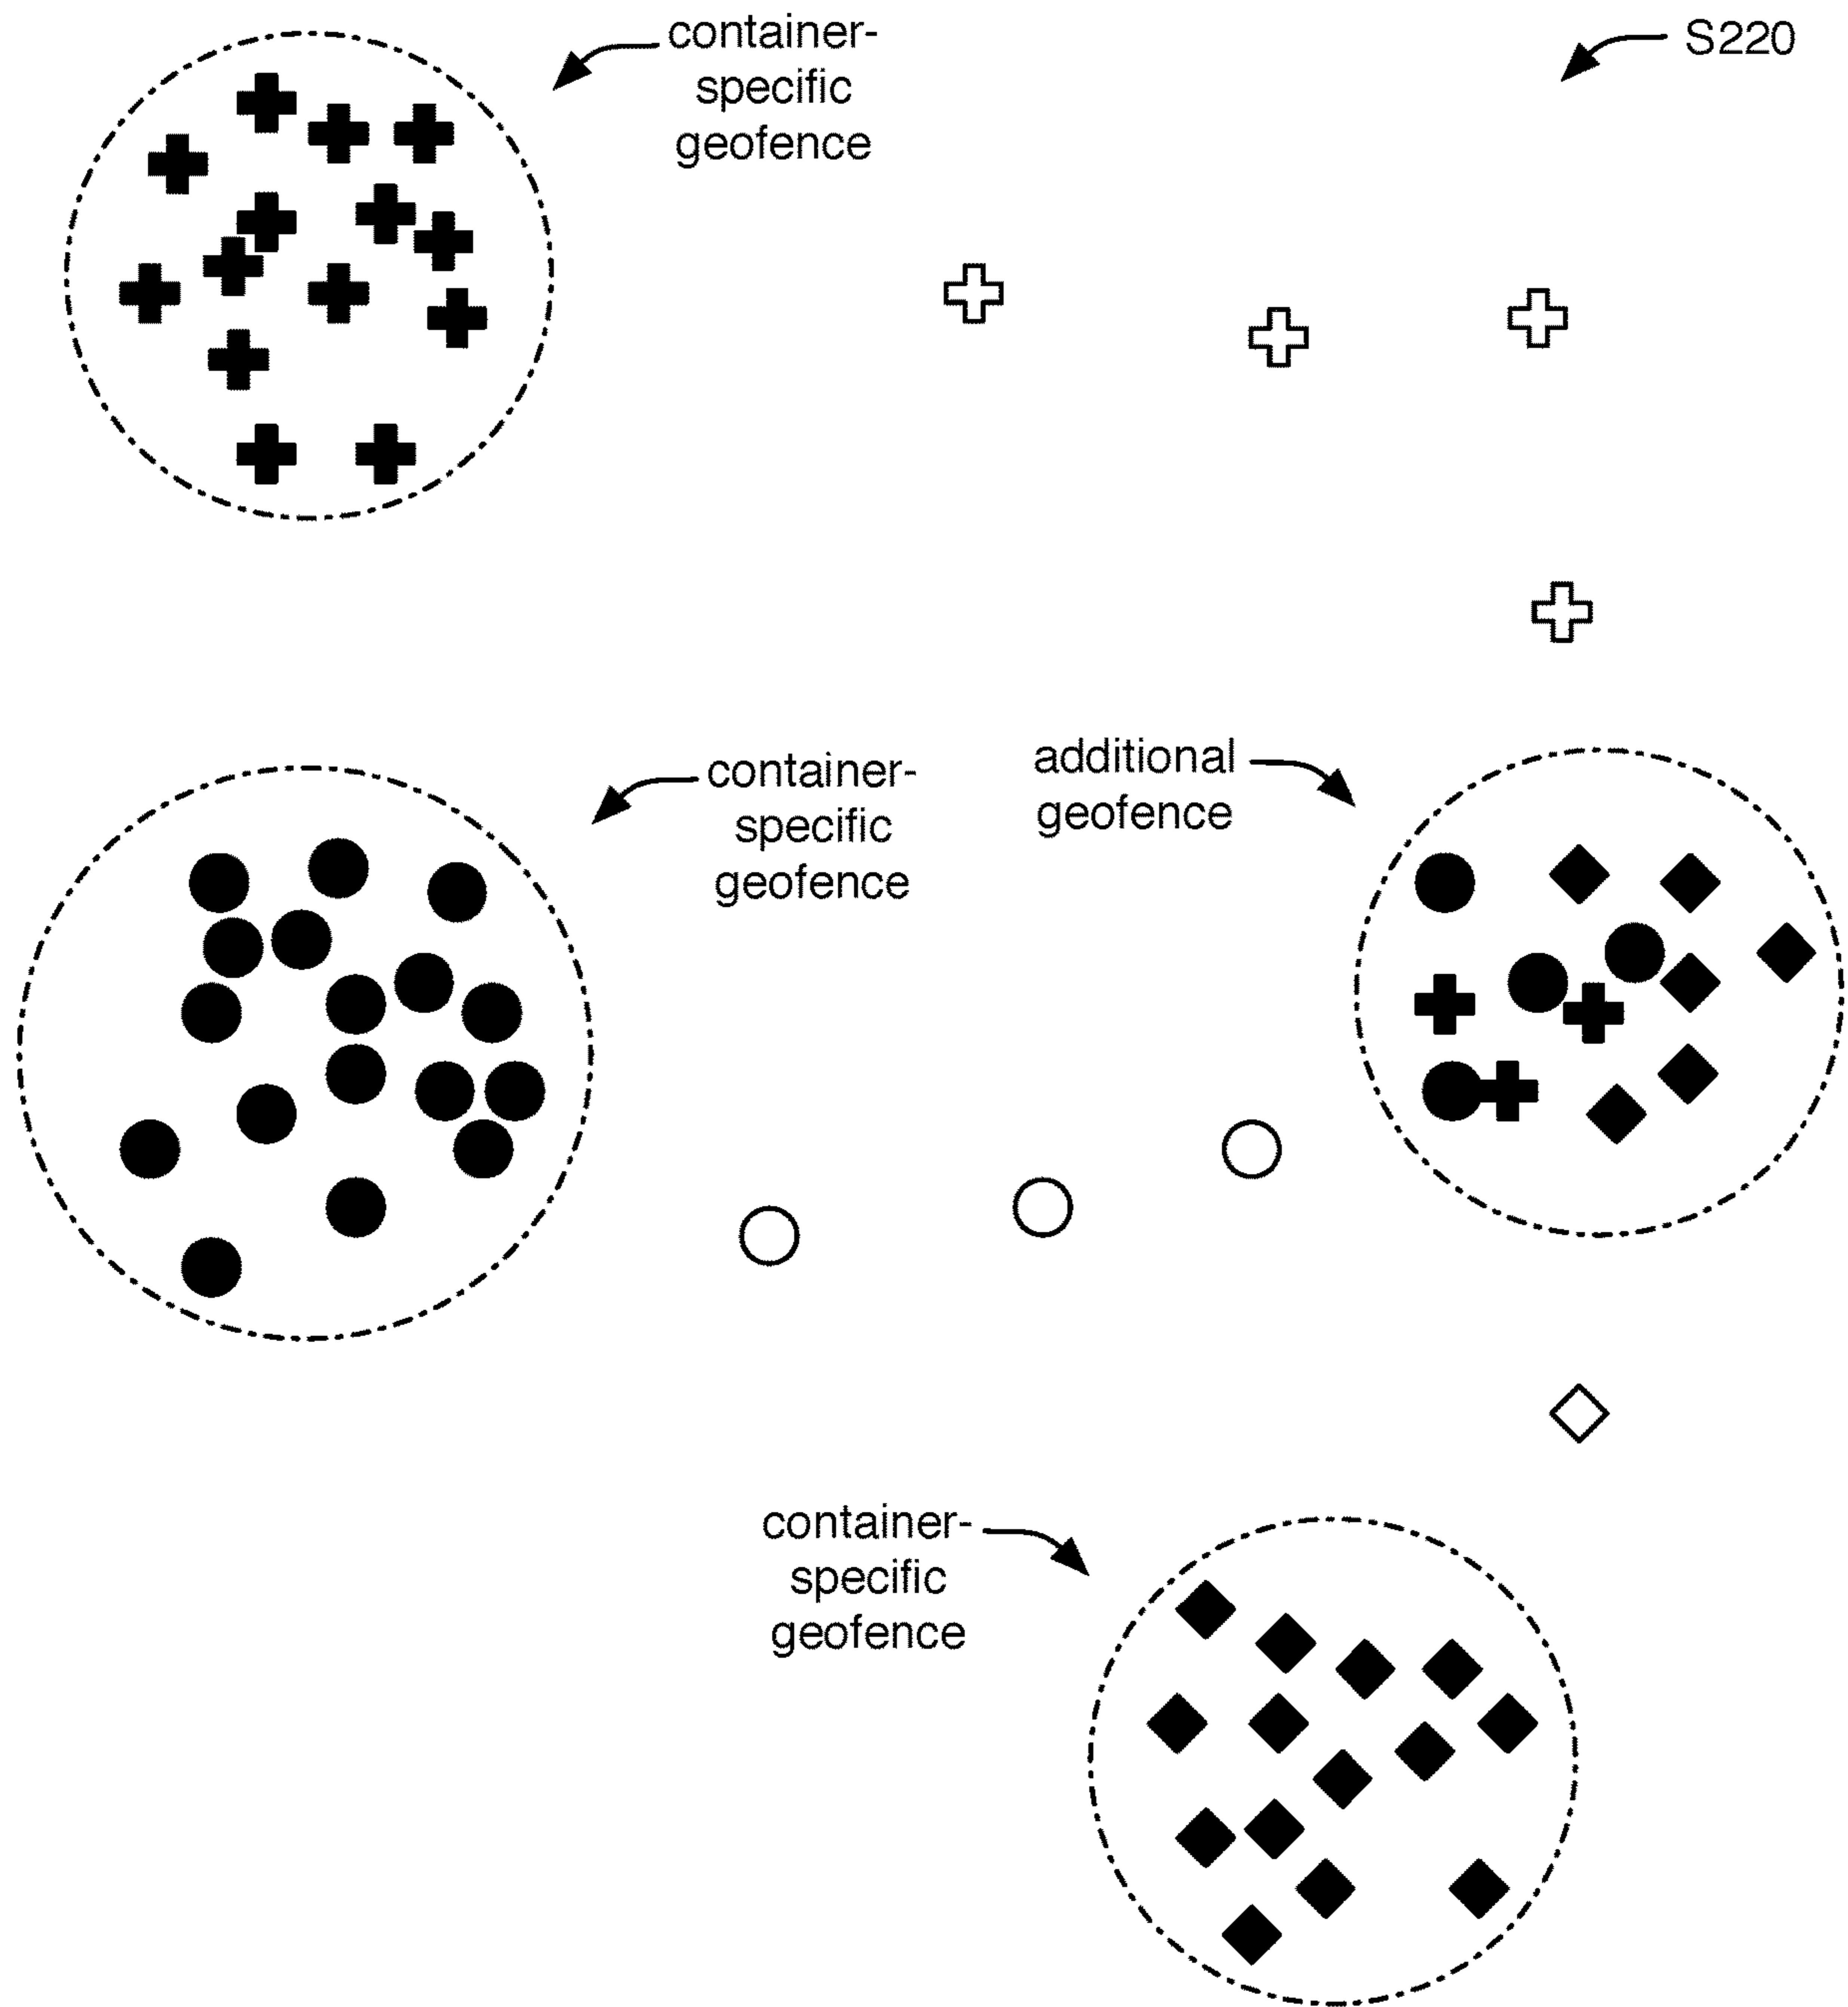 container-
specific
geofence
S220
container-
specific
geofence
additional
geofence
container-
specific
geofence